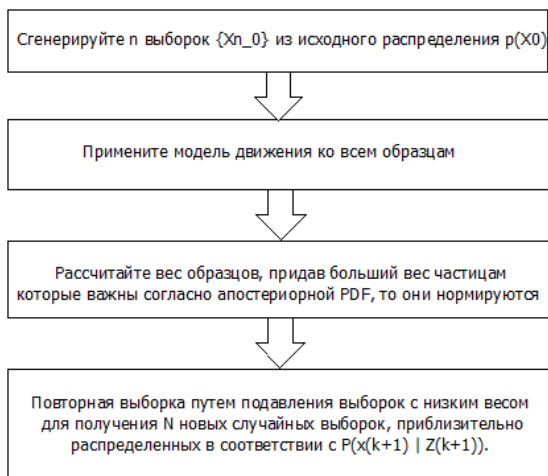 Сгенерируйте n выборок {Xn_0} из исходного распределения p(X0)
Примените модель движения ко всем образцам
Рассчитайте вес образцов, придав больший вес частицам
которые важны согласно апостериорной PDF, то они нормируются
Повторная выборка путем подавления выборок с низким весом
для получения N новых случайных выборок, приблизительно
распределенных в соответствии с P(x(k+1) | Z(k+1)).